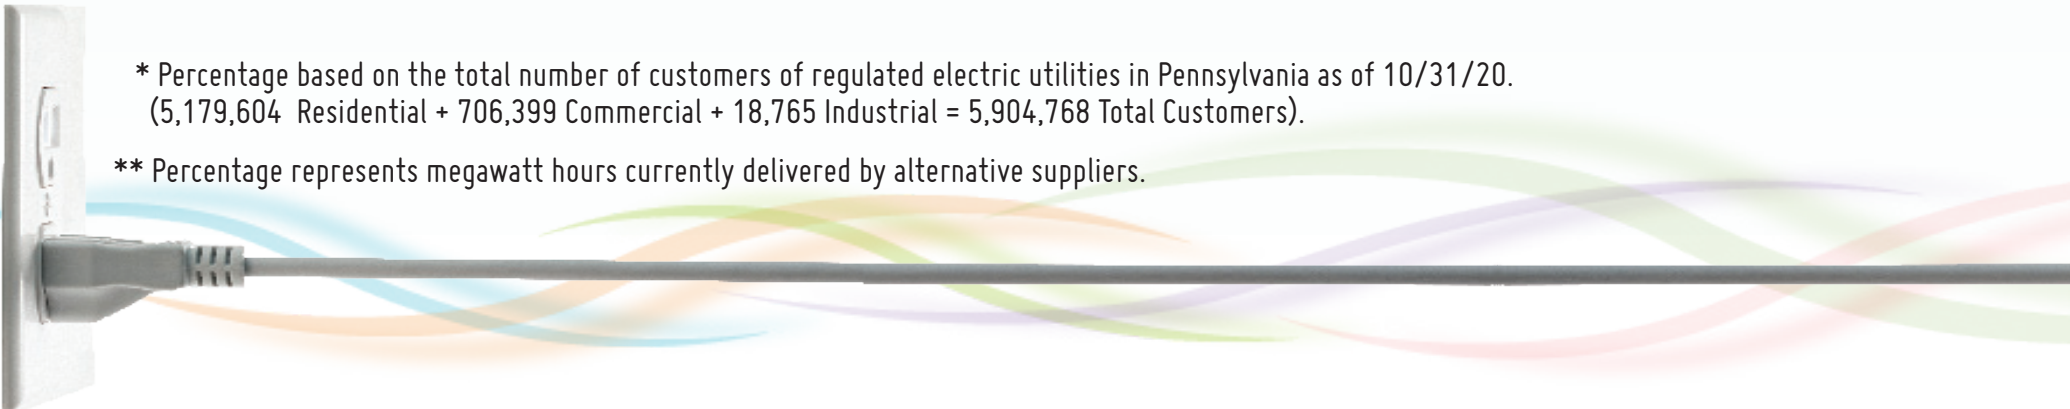 * Percentage based on the total number of customers of regulated electric utilities in Pennsylvania as of 10/31/20.
(5,179,604 Residential + 706,399 Commercial + 18,765 Industrial = 5,904,768 Total Customers).
** Percentage represents megawatt hours currently delivered by alternative suppliers.